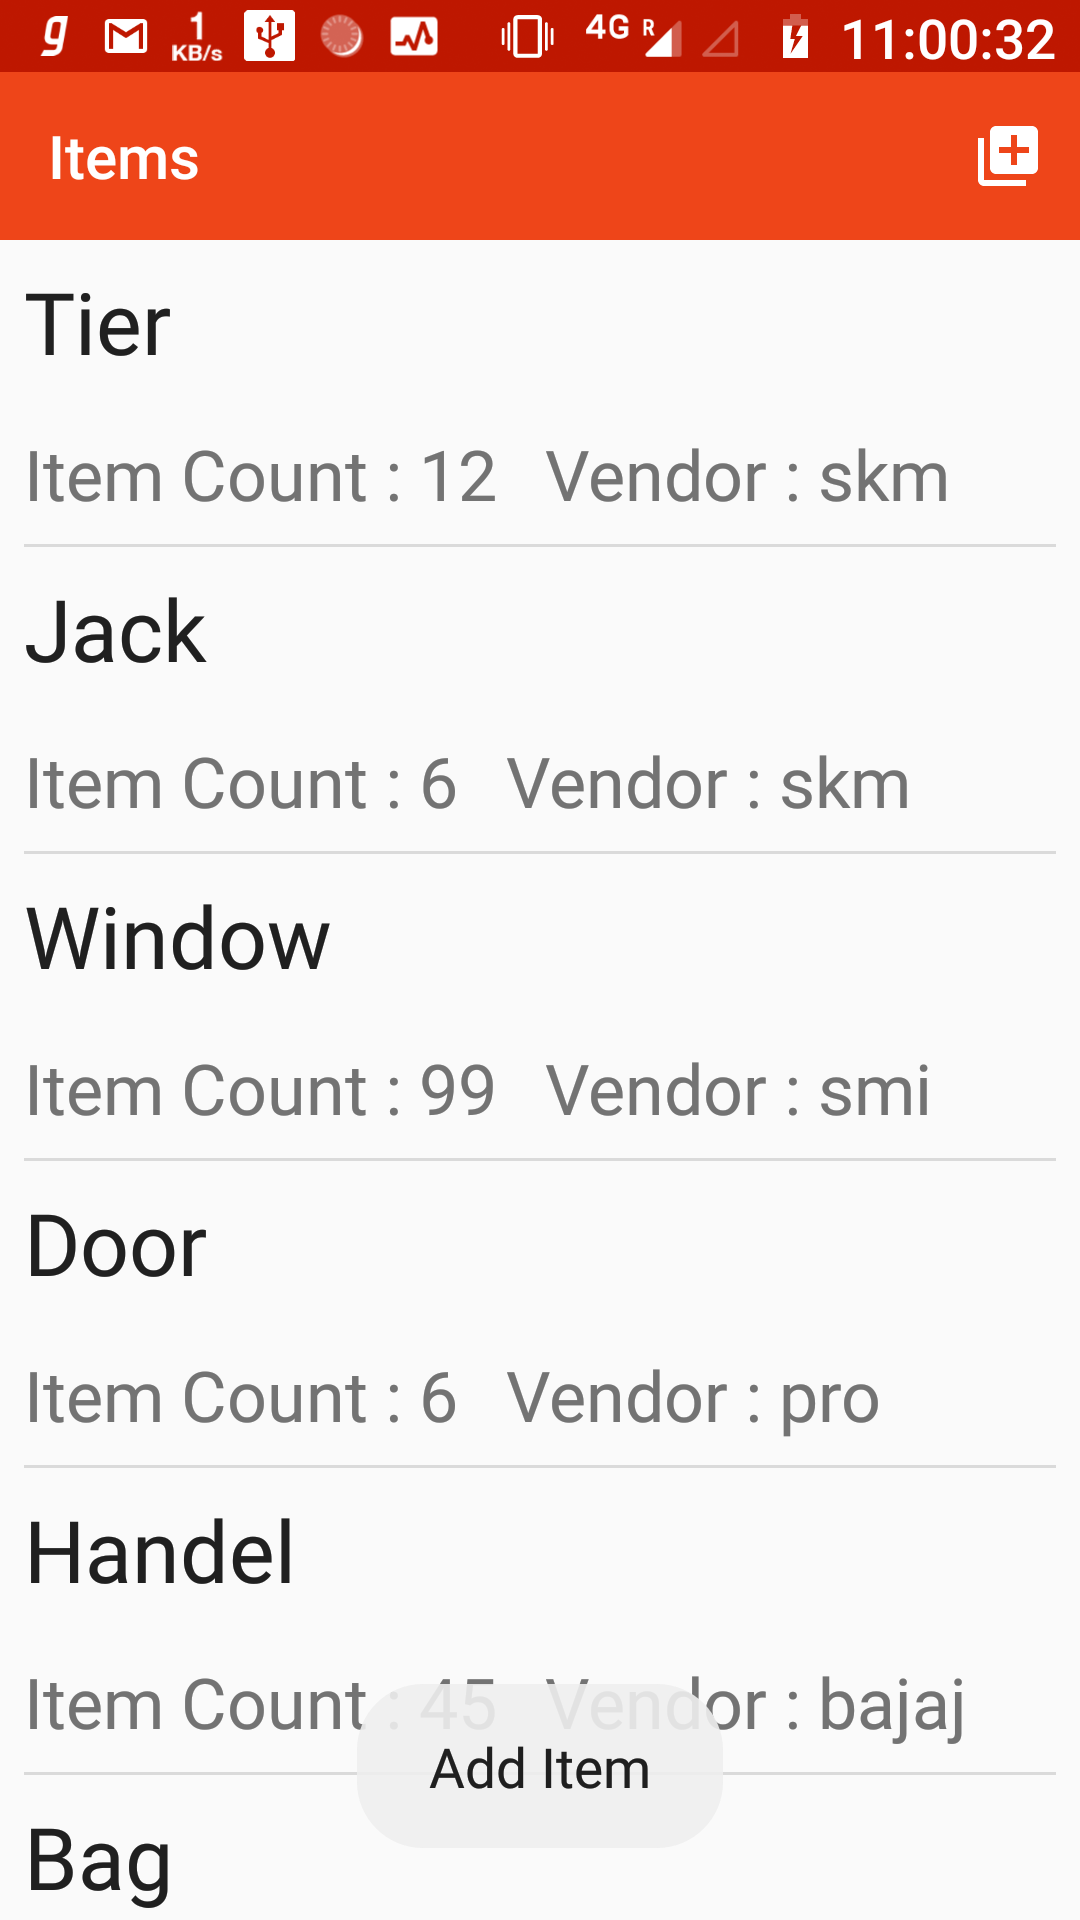 g 1 KB/s 4G R 11:00:32
Items
Tier
Item Count : 12 Vendor : skm
Jack
Item Count : 6 Vendor : skm
Window
Item Count : 99 Vendor : smi
Door
Item Count : 6 Vendor : pro
Handel
Item Count : 45 Vendor : bajaj
Add Item
Bag